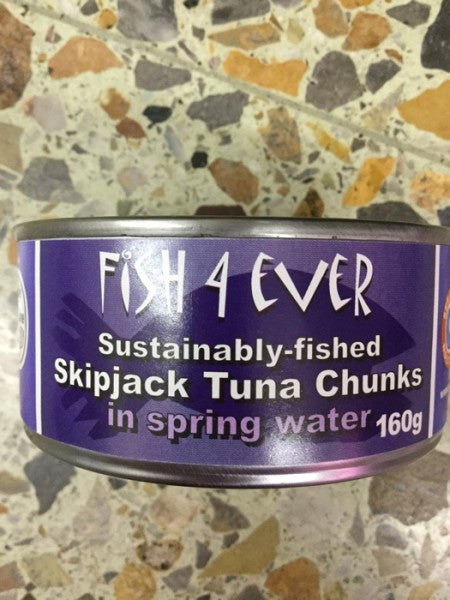 FiSH 4 EVER
Sustainably-fished
Skipjack Tuna Chunks
in spring water 160g